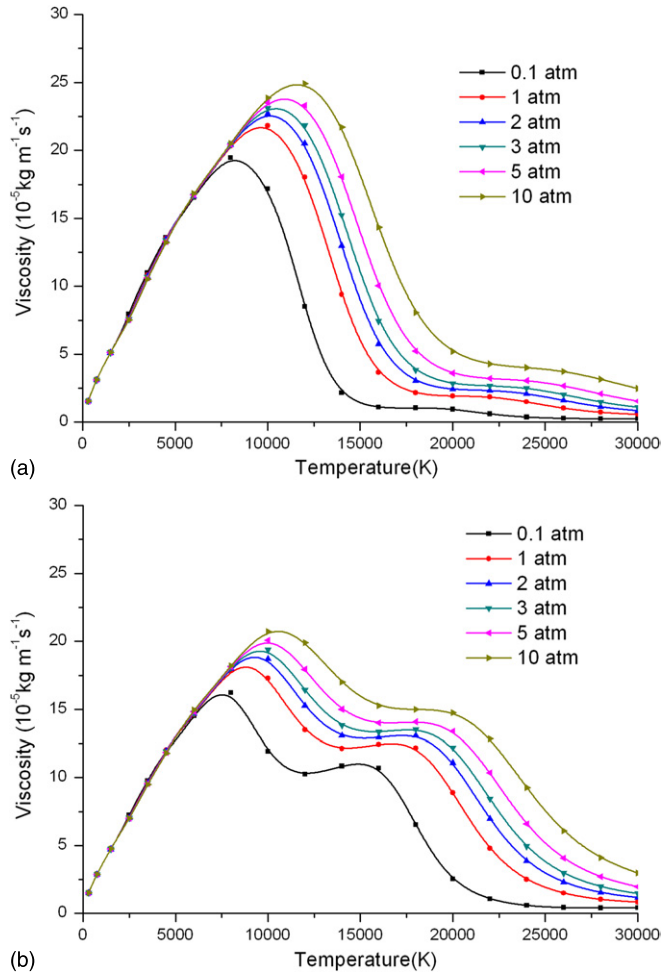 30
25
20
15
10
5
0
Viscosity (10⁻⁵kg m⁻¹s⁻¹)
0.1 atm
1 atm
2 atm
3 atm
5 atm
10 atm
0 5000 10000 15000 20000 25000 30000
Temperature(K)
(a)
30
25
20
15
10
5
0
Viscosity (10⁻⁵kg m⁻¹s⁻¹)
0.1 atm
1 atm
2 atm
3 atm
5 atm
10 atm
0 5000 10000 15000 20000 25000 30000
Temperature(K)
(b)